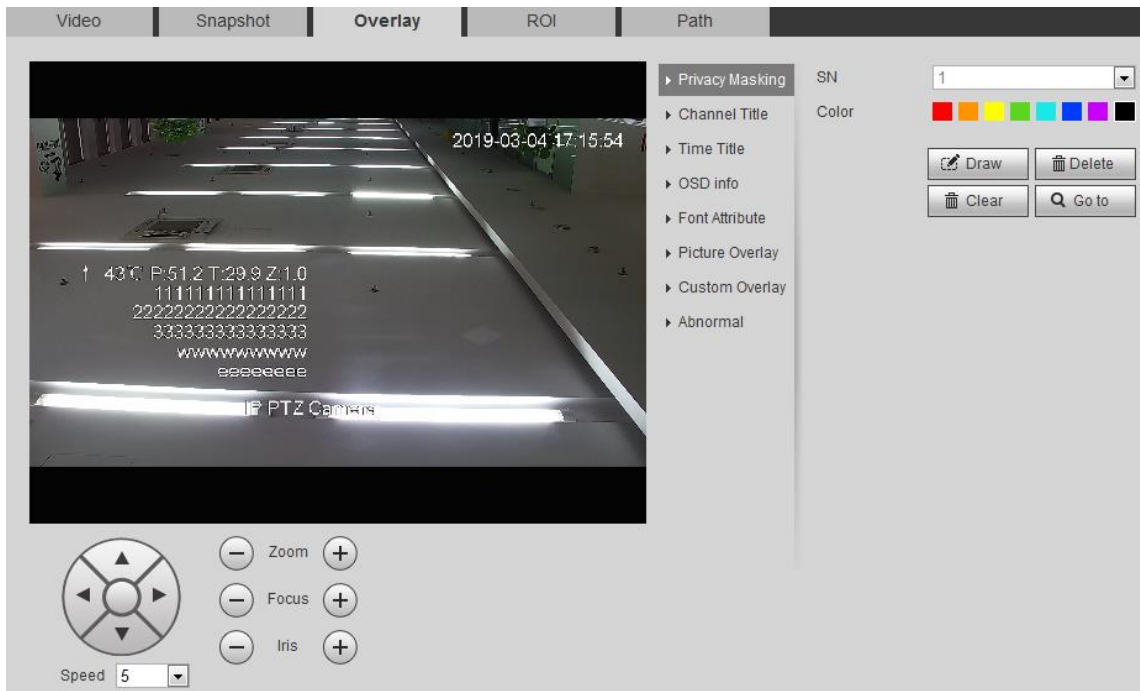 Video Snapshot Overlay ROI Path
2019-03-04 17:15:54
↑ 43℃ P:51.2 T:29.9 Z:1.0
111111111111111
22222222222222222
333333333333333
wwwwwwwwww
eeeeeeee
IP PTZ Camera
Privacy Masking
Channel Title
Time Title
OSD info
Font Attribute
Picture Overlay
Custom Overlay
Abnormal
SN 1
Color
Draw Delete
Clear Go to
Zoom
Focus
Iris
Speed 5